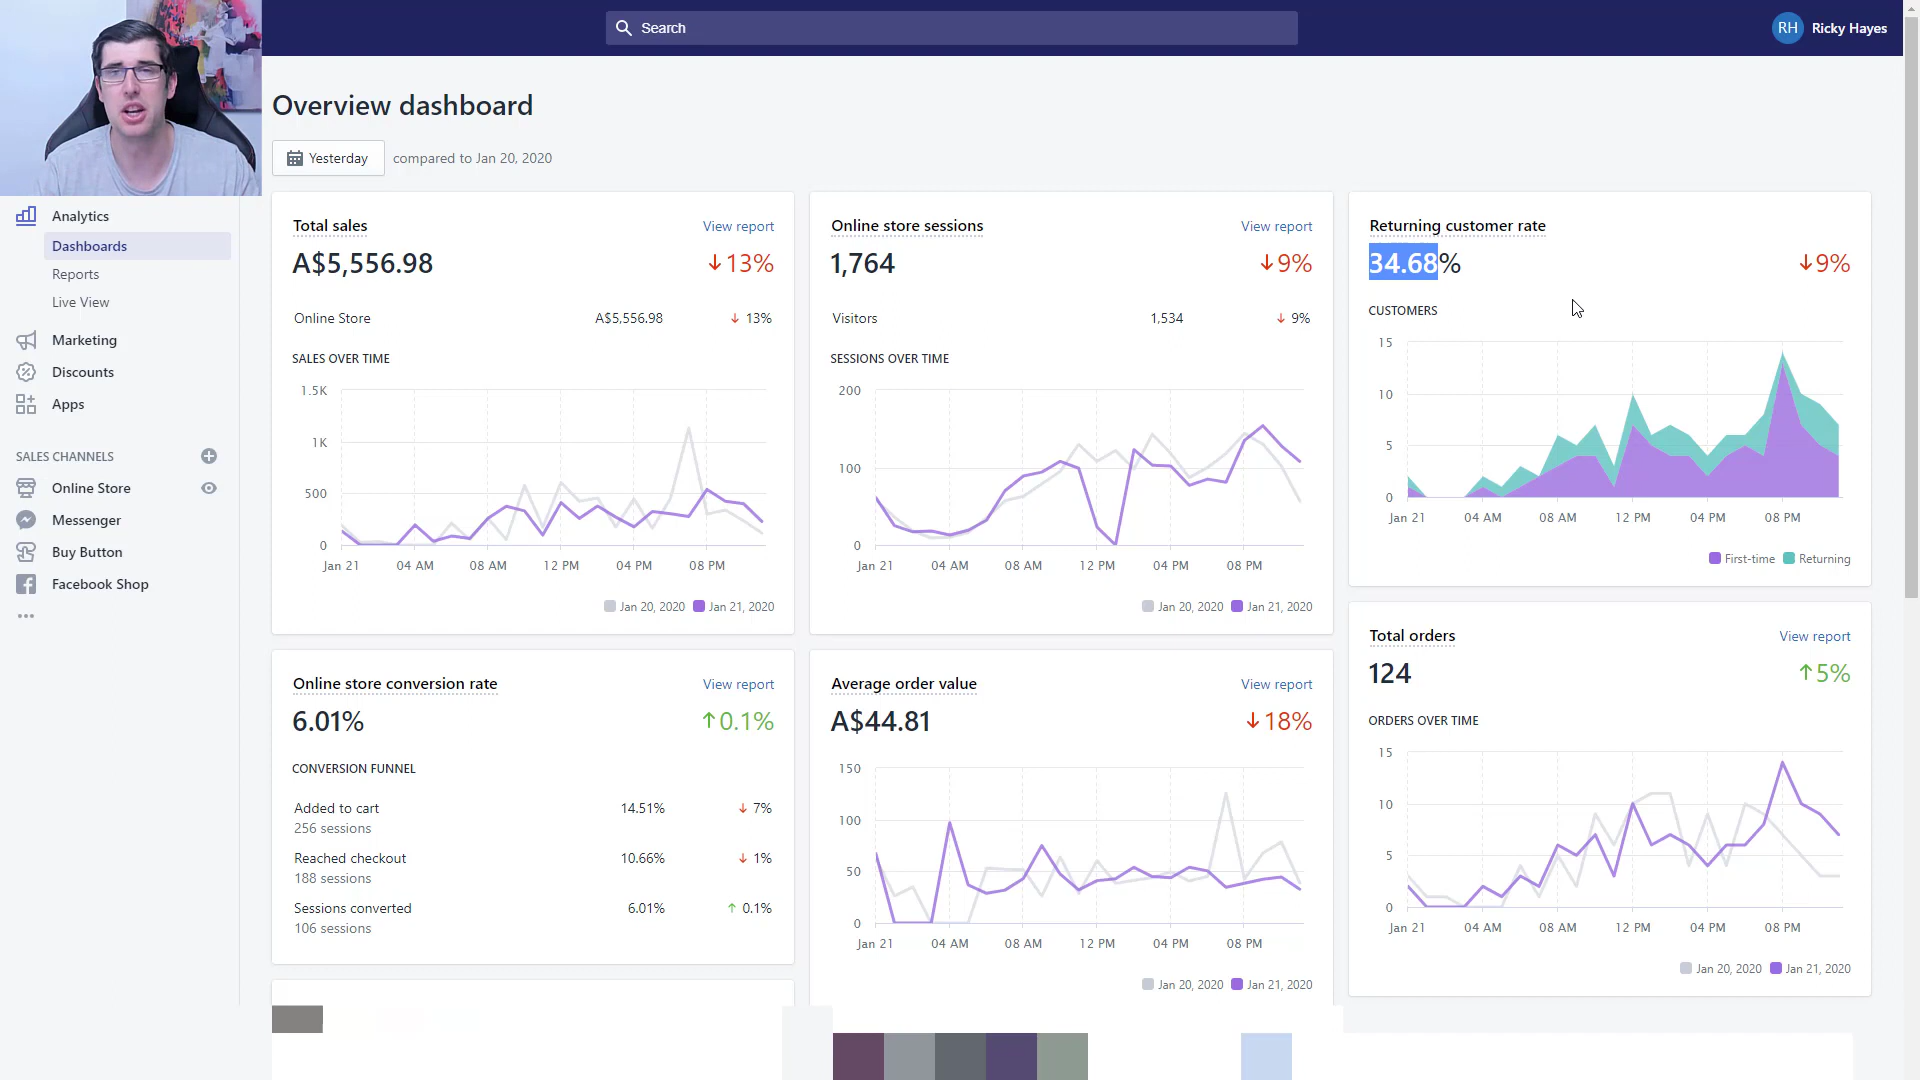 Search
RH Ricky Hayes
Overview dashboard
Yesterday compared to Jan 20, 2020
Analytics
Dashboards
Reports
Live View
Marketing
Discounts
Apps
SALES CHANNELS
Online Store
Messenger
Buy Button
Facebook Shop
Total sales View report
A$5,556.98 ↓13%
Online Store A$5,556.98 ↓ 13%
SALES OVER TIME
1.5K
1K
500
0
Jan 21 04 AM 08 AM 12 PM 04 PM 08 PM
Jan 20, 2020 Jan 21, 2020
Online store sessions View report
1,764 ↓9%
Visitors 1,534 ↓ 9%
SESSIONS OVER TIME
200
100
0
Jan 21 04 AM 08 AM 12 PM 04 PM 08 PM
Jan 20, 2020 Jan 21, 2020
Returning customer rate
34.68% ↓9%
CUSTOMERS
15
10
5
0
Jan 21 04 AM 08 AM 12 PM 04 PM 08 PM
First-time Returning
Online store conversion rate View report
6.01% ↑0.1%
CONVERSION FUNNEL
Added to cart 14.51% ↓ 7%
256 sessions
Reached checkout 10.66% ↓ 1%
188 sessions
Sessions converted 6.01% ↑ 0.1%
106 sessions
Average order value View report
A$44.81 ↓18%
150
100
50
0
Jan 21 04 AM 08 AM 12 PM 04 PM 08 PM
Jan 20, 2020 Jan 21, 2020
Total orders View report
124 ↑5%
ORDERS OVER TIME
15
10
5
0
Jan 21 04 AM 08 AM 12 PM 04 PM 08 PM
Jan 20, 2020 Jan 21, 2020